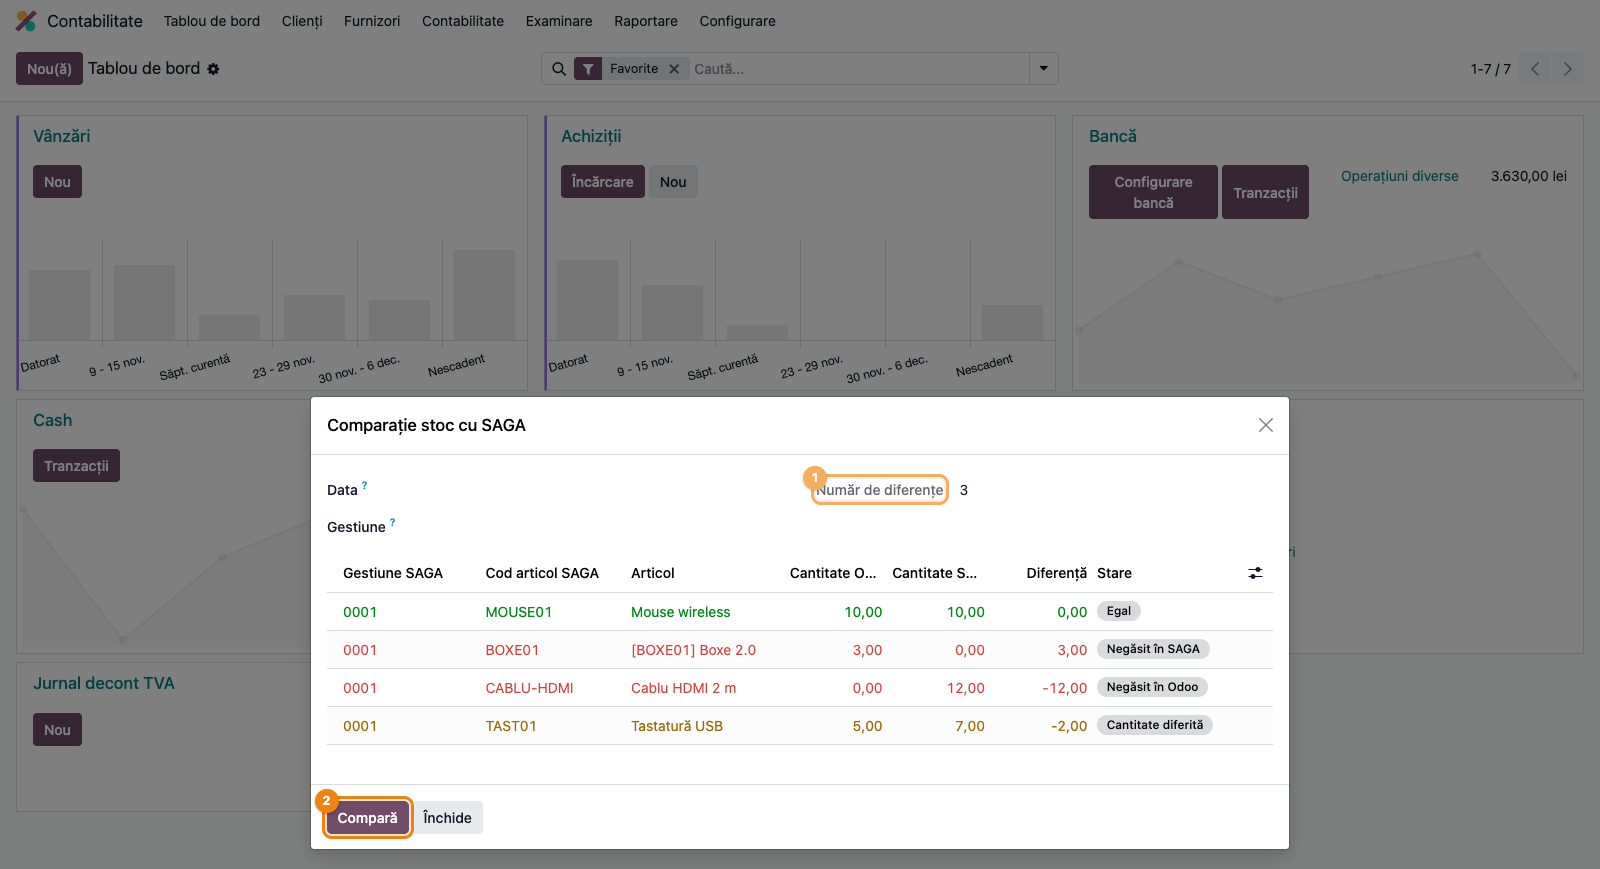 Contabilitate Tablou de bord Clienți Furnizori Contabilitate Examinare Raportare Configurare
Nou(ă) Tablou de bord Favorite Caută... 1-7 / 7
Vânzări
Nou
Datorat 9 - 15 nov. Săpt. curentă 23 - 29 nov. 30 nov. - 6 dec. Nescadent
Achiziții
Încărcare Nou
Datorat 9 - 15 nov. Săpt. curentă 23 - 29 nov. 30 nov. - 6 dec. Nescadent
Bancă
Configurare bancă Tranzacții Operațiuni diverse 3.630,00 lei
Cash
Tranzacții
Jurnal decont TVA
Nou
Comparație stoc cu SAGA
Data ? 1 Număr de diferențe 3
Gestiune ?
Gestiune SAGA Cod articol SAGA Articol Cantitate O... Cantitate S... Diferență Stare
0001 MOUSE01 Mouse wireless 10,00 10,00 0,00 Egal
0001 BOXE01 [BOXE01] Boxe 2.0 3,00 0,00 3,00 Negăsit în SAGA
0001 CABLU-HDMI Cablu HDMI 2 m 0,00 12,00 -12,00 Negăsit în Odoo
0001 TAST01 Tastatură USB 5,00 7,00 -2,00 Cantitate diferită
2 Compară Închide